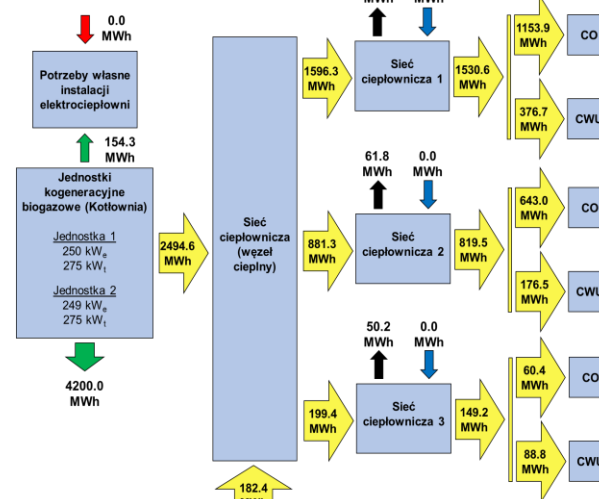 0.0
MWh
Potrzeby własne
instalacji
elektrociepłowni
154.3
MWh
Jednostki
kogeneracyjne
biogazowe (Kotłownia)
Jednostka 1
250 kWe
275 kWt
Jednostka 2
249 kWe
275 kWt
4200.0
MWh
2494.6
MWh
Sieć
ciepłownicza
(węzeł
cieplny)
182.4
MWh
1596.3
MWh
MWh
MWh
Sieć
ciepłownicza 1
1530.6
MWh
1153.9
MWh
CO
376.7
MWh
CWU
881.3
MWh
61.8
MWh
0.0
MWh
Sieć
ciepłownicza 2
819.5
MWh
643.0
MWh
CO
176.5
MWh
CWU
199.4
MWh
50.2
MWh
0.0
MWh
Sieć
ciepłownicza 3
149.2
MWh
60.4
MWh
CO
88.8
MWh
CWU